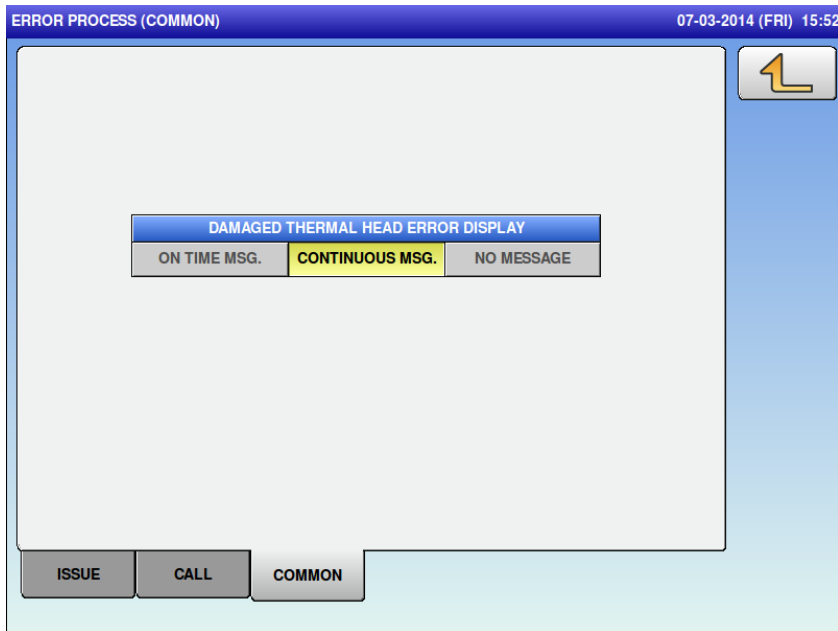 ERROR PROCESS (COMMON) 07-03-2014 (FRI) 15:52
DAMAGED THERMAL HEAD ERROR DISPLAY
ON TIME MSG. CONTINUOUS MSG. NO MESSAGE
ISSUE CALL COMMON